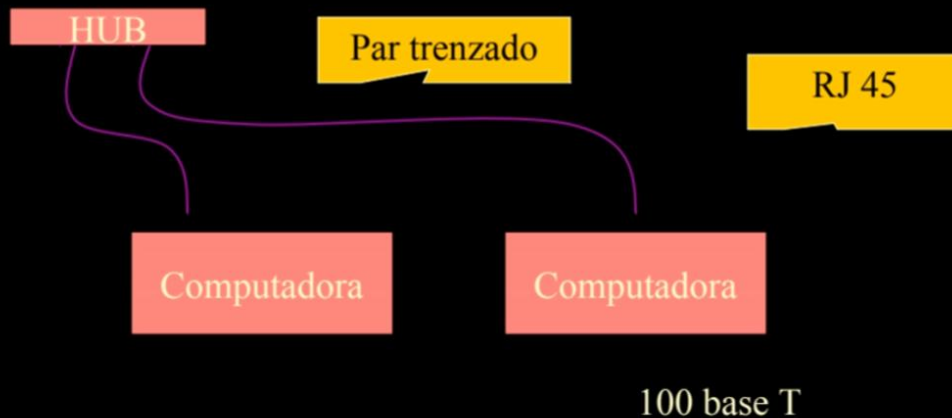 HUB
Par trenzado
RJ 45
Computadora
Computadora
100 base T